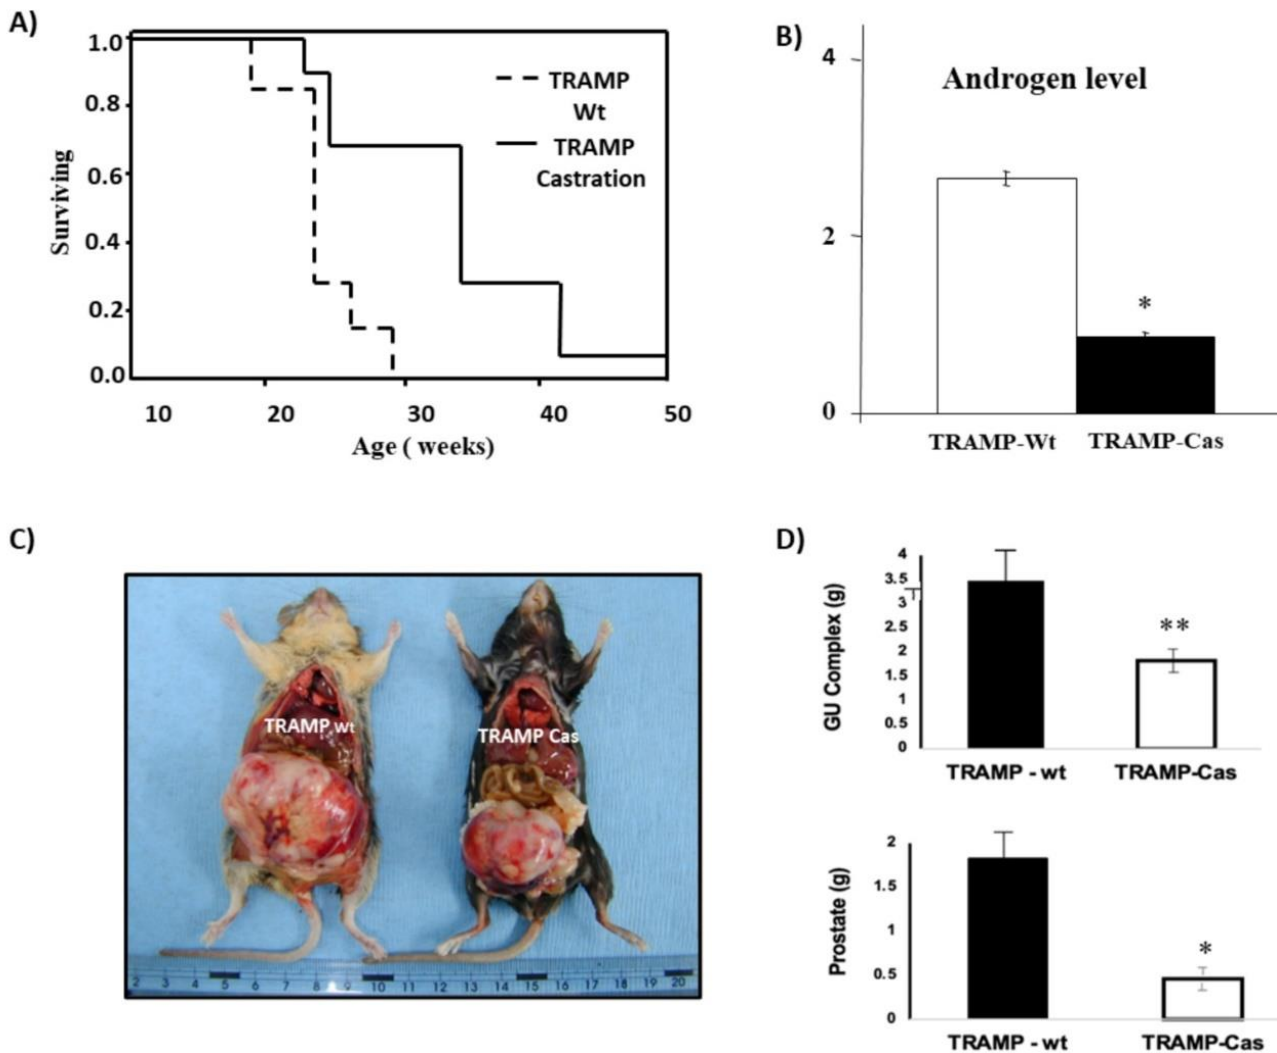 A)
1.0
0.8
0.6
0.4
0.2
0.0
Surviving
TRAMP
Wt
TRAMP
Castration
10 20 30 40 50
Age ( weeks)
B)
Androgen level
4
2
0
*
TRAMP-Wt TRAMP-Cas
C)
TRAMP wt
TRAMP Cas
2 3 4 5 6 7 8 9 10 11 12 13 14 15 16 17 18 19 20
D)
GU Complex (g)
4
3.5
3
2.5
2
1.5
1
0.5
0
**
TRAMP - wt TRAMP-Cas
Prostate (g)
2
1.5
1
0.5
0
*
TRAMP - wt TRAMP-Cas